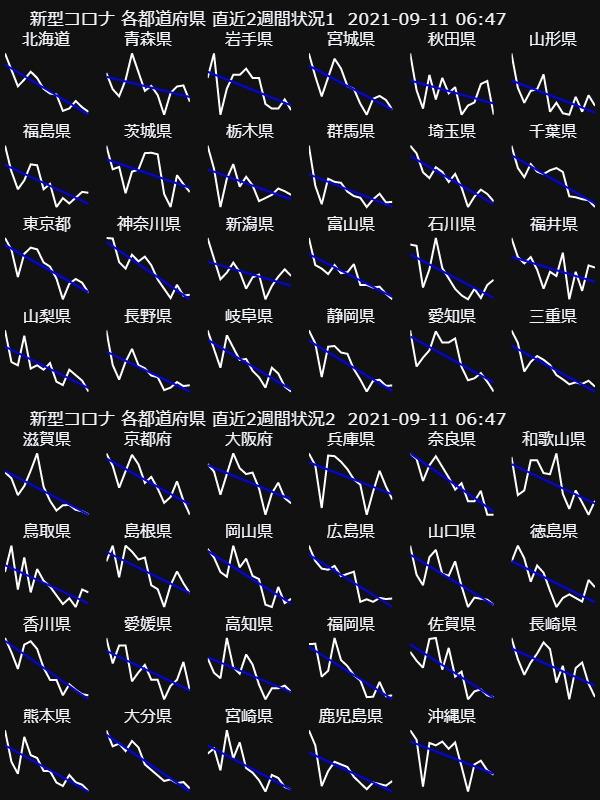 新型コロナ 各都道府県 直近2週間状況1 2021-09-11 06:47
北海道 青森県 岩手県 宮城県 秋田県 山形県
福島県 茨城県 栃木県 群馬県 埼玉県 千葉県
東京都 神奈川県 新潟県 富山県 石川県 福井県
山梨県 長野県 岐阜県 静岡県 愛知県 三重県
新型コロナ 各都道府県 直近2週間状況2 2021-09-11 06:47
滋賀県 京都府 大阪府 兵庫県 奈良県 和歌山県
鳥取県 島根県 岡山県 広島県 山口県 徳島県
香川県 愛媛県 高知県 福岡県 佐賀県 長崎県
熊本県 大分県 宮崎県 鹿児島県 沖縄県